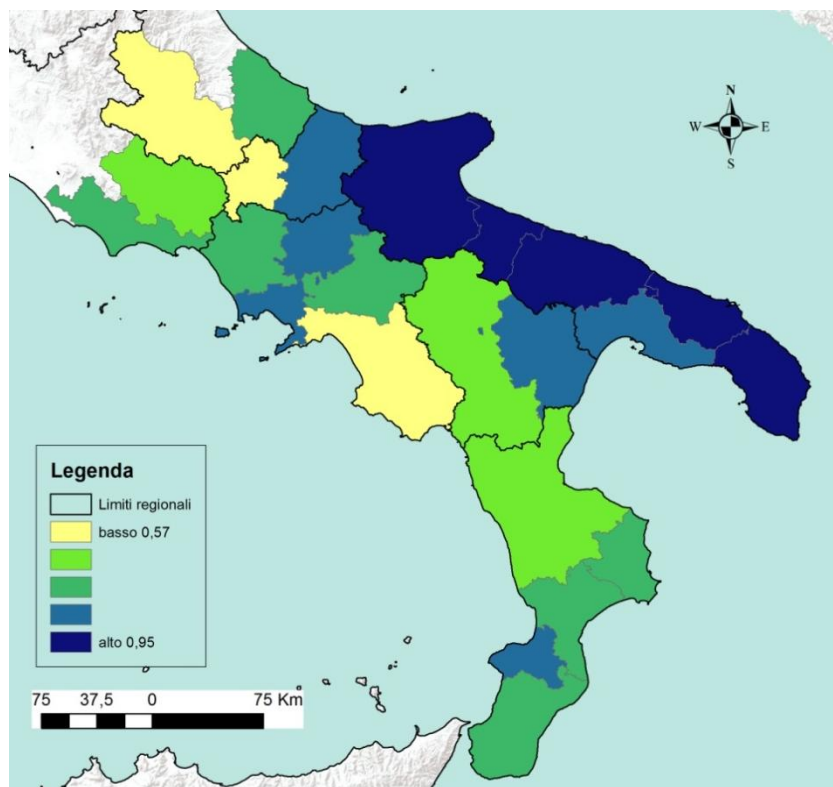 N
W E
S
Legenda
Limiti regionali
basso 0,57
alto 0,95
75 37,5 0 75 Km